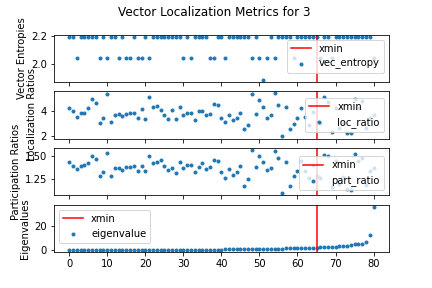 Vector Localization Metrics for 3
Vector Entropies
2.2
2.0
xmin
vec_entropy
Localization Ratios
4
2
xmin
loc_ratio
Participation Ratios
1.50
1.25
xmin
part_ratio
Eigenvalues
20
0
xmin
eigenvalue
0 10 20 30 40 50 60 70 80